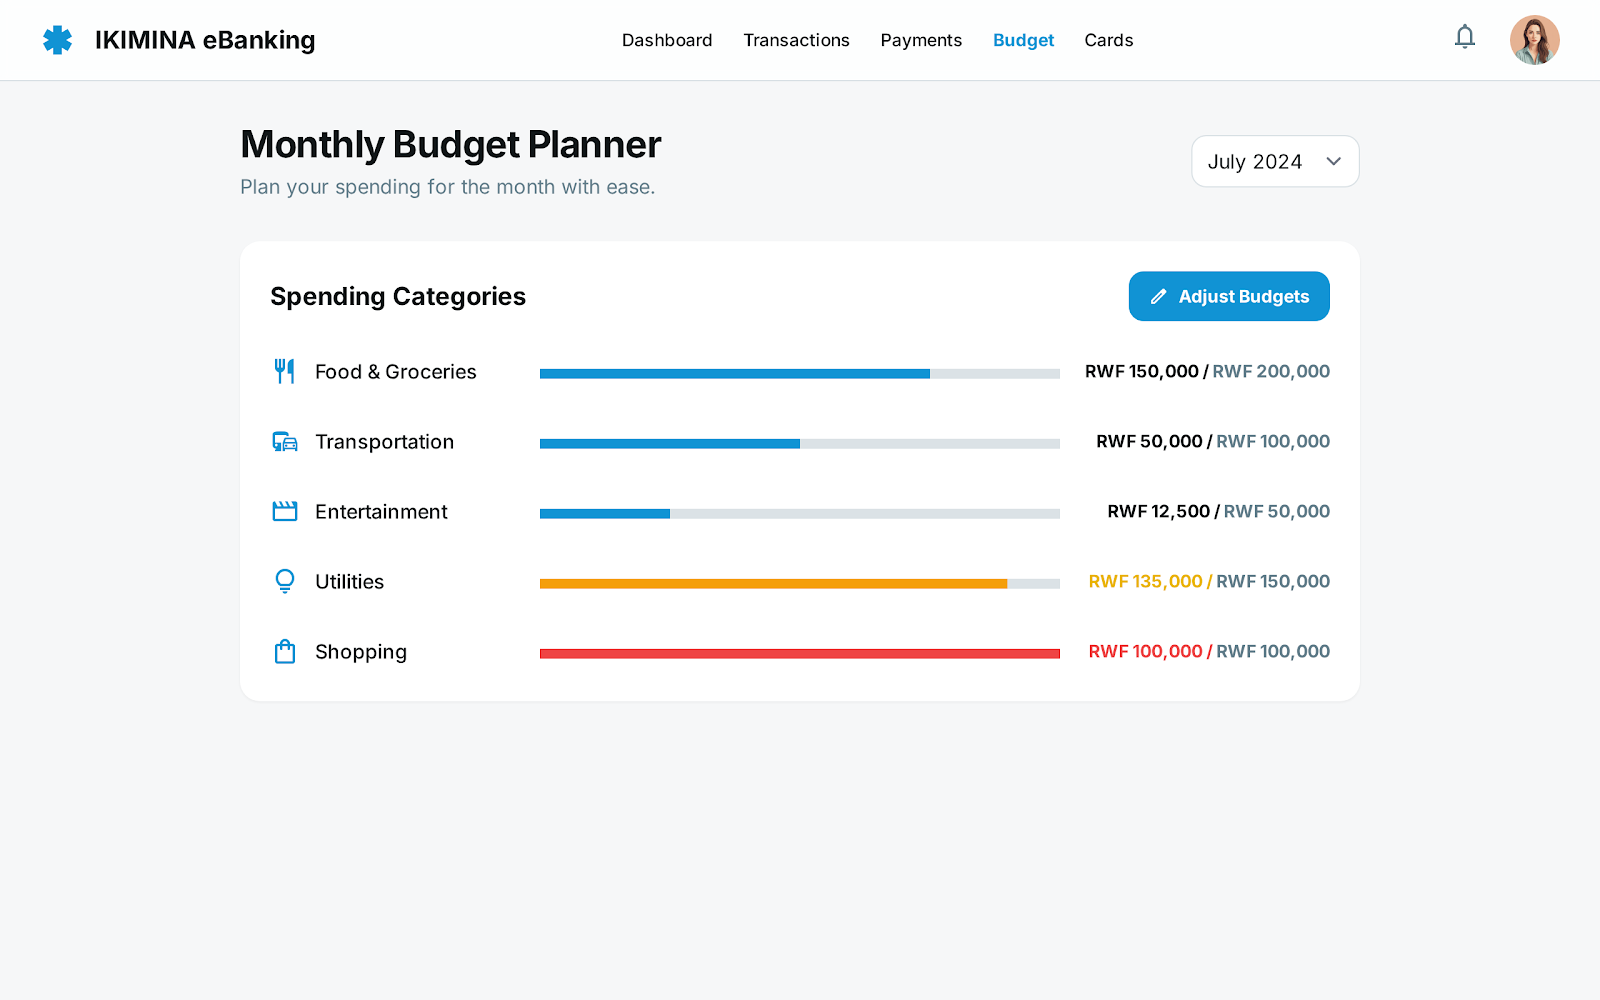 IKIMINA eBanking
Dashboard Transactions Payments Budget Cards
Monthly Budget Planner
Plan your spending for the month with ease.
July 2024
Spending Categories
Adjust Budgets
Food & Groceries RWF 150,000 / RWF 200,000
Transportation RWF 50,000 / RWF 100,000
Entertainment RWF 12,500 / RWF 50,000
Utilities RWF 135,000 / RWF 150,000
Shopping RWF 100,000 / RWF 100,000